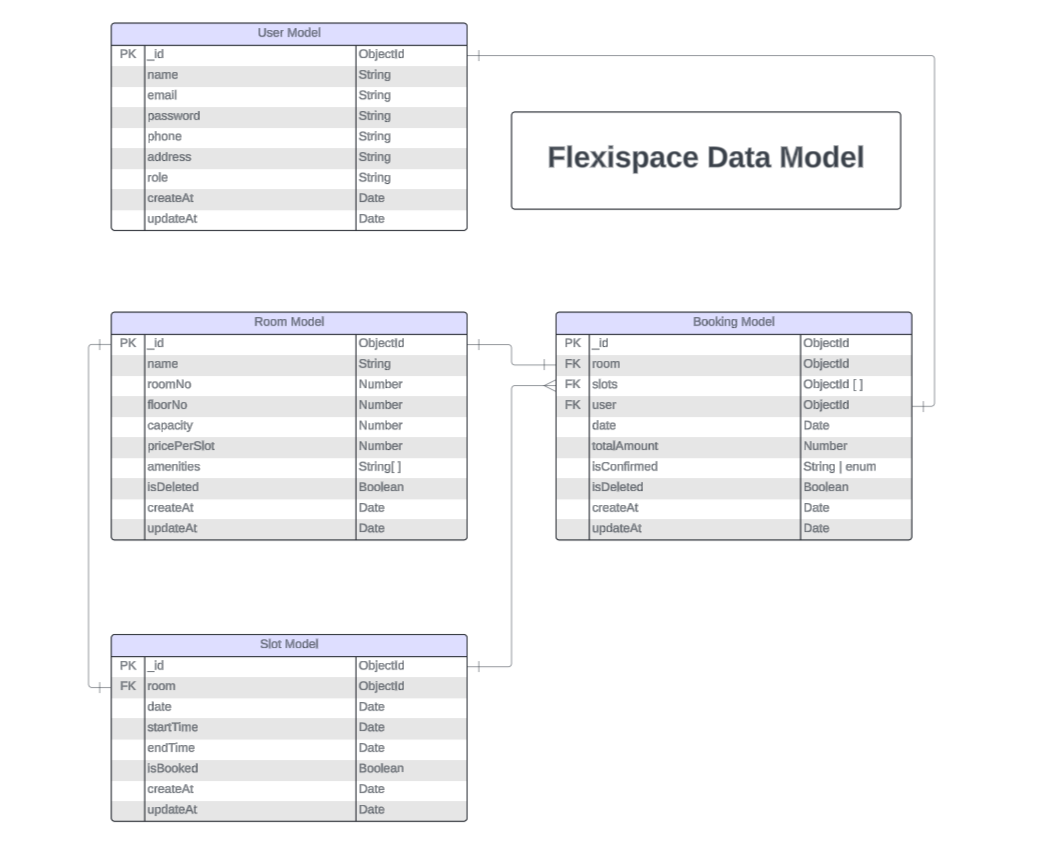 User Model
PK _id ObjectId
name String
email String
password String
phone String
address String
role String
createAt Date
updateAt Date
Flexispace Data Model
Room Model
PK _id ObjectId
name String
roomNo Number
floorNo Number
capacity Number
pricePerSlot Number
amenities String[ ]
isDeleted Boolean
createAt Date
updateAt Date
Booking Model
PK _id ObjectId
FK room ObjectId
FK slots ObjectId [ ]
FK user ObjectId
date Date
totalAmount Number
isConfirmed String | enum
isDeleted Boolean
createAt Date
updateAt Date
Slot Model
PK _id ObjectId
FK room ObjectId
date Date
startTime Date
endTime Date
isBooked Boolean
createAt Date
updateAt Date